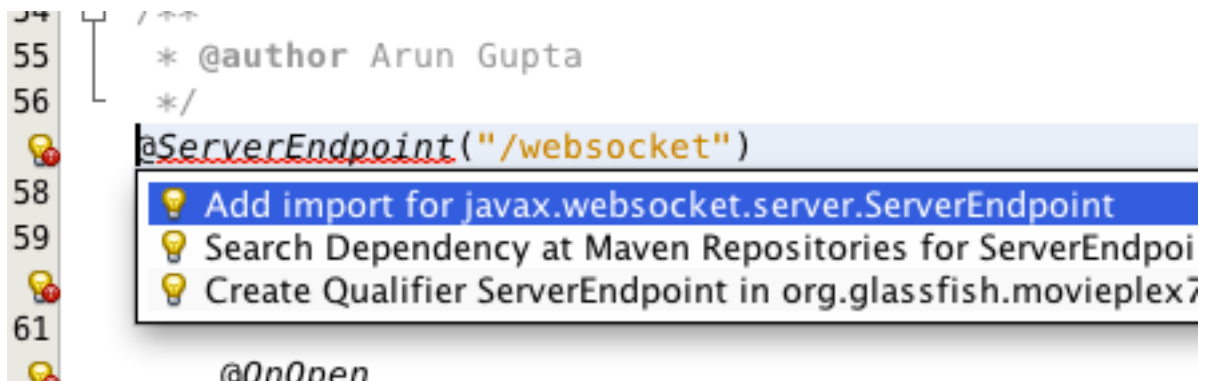 54 /**
55 * @author Arun Gupta
56 */
@ServerEndpoint("/websocket")
58 Add import for javax.websocket.server.ServerEndpoint
59 Search Dependency at Maven Repositories for ServerEndpoi
Create Qualifier ServerEndpoint in org.glassfish.movieplex7
61
@OnOpen